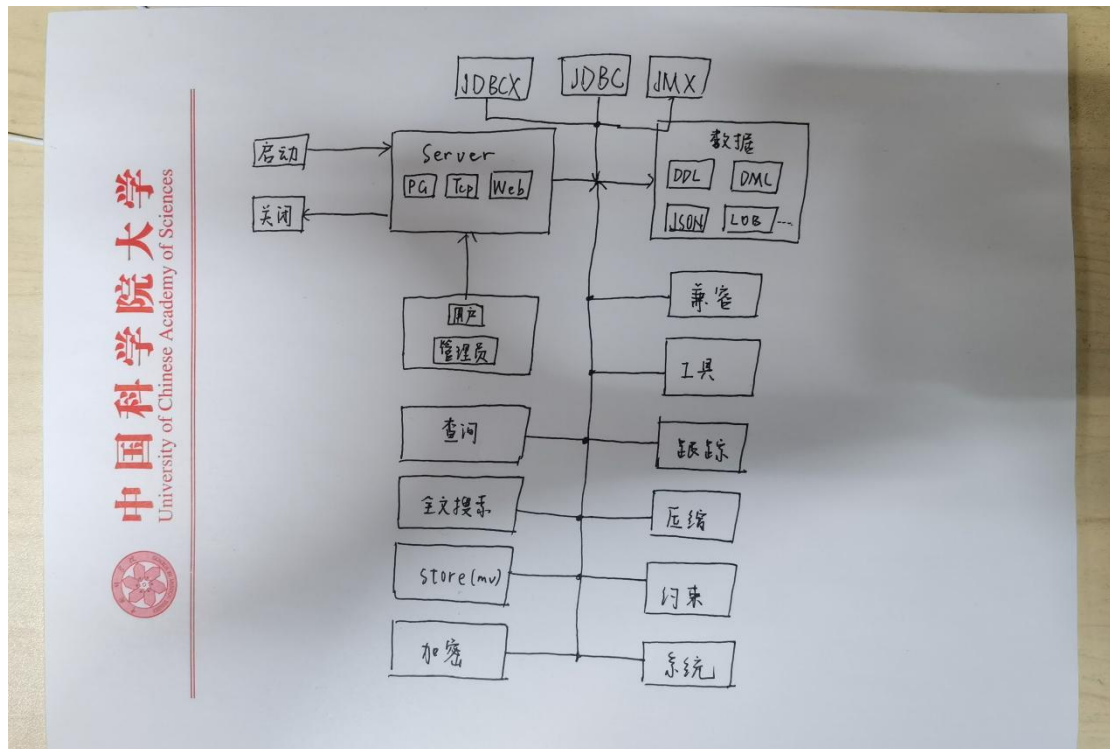 中国科学院大学
University of Chinese Academy of Sciences
JDBCX
JDBC
JMX
启动
关闭
Server
PG
Tcp
Web
数据
DDL
DML
JSON
LOB
...
用户
管理员
兼容
工具
查询
跟踪
全文搜索
压缩
store(mv)
约束
加密
系统